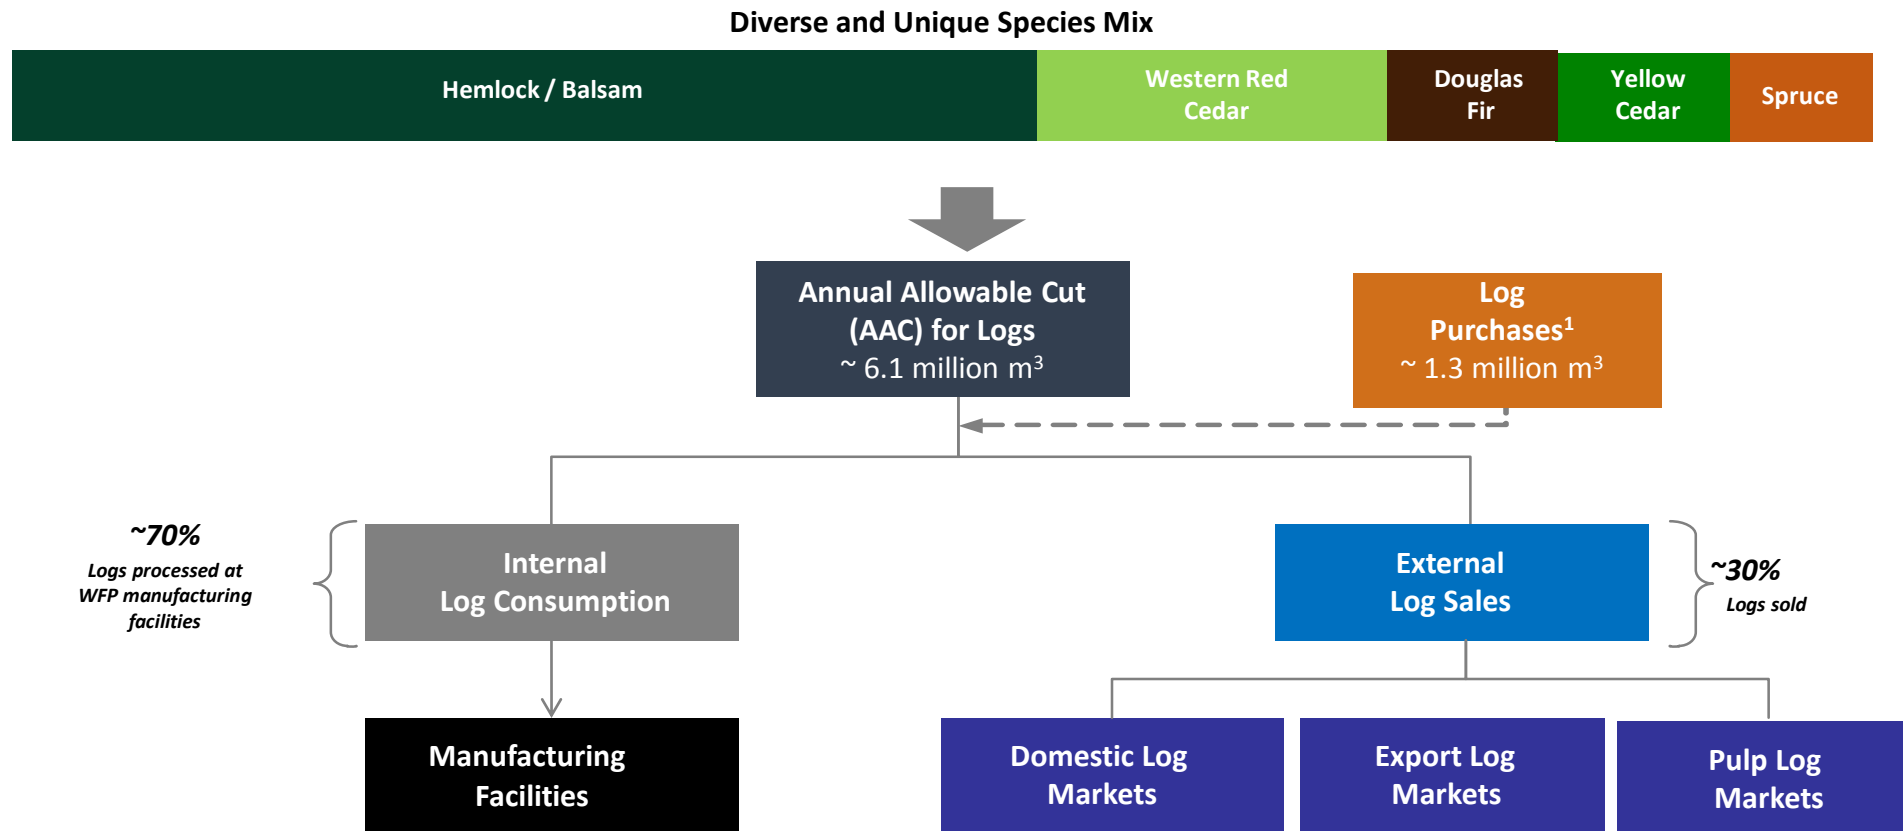 Diverse and Unique Species Mix
Hemlock / Balsam
Western Red
Cedar
Douglas
Fir
Yellow
Cedar
Spruce
Annual Allowable Cut
(AAC) for Logs
~ 6.1 million m³
Log
Purchases¹
~ 1.3 million m³
~70%
Logs processed at
WFP manufacturing
facilities
Internal
Log Consumption
External
Log Sales
~30%
Logs sold
Manufacturing
Facilities
Domestic Log
Markets
Export Log
Markets
Pulp Log
Markets